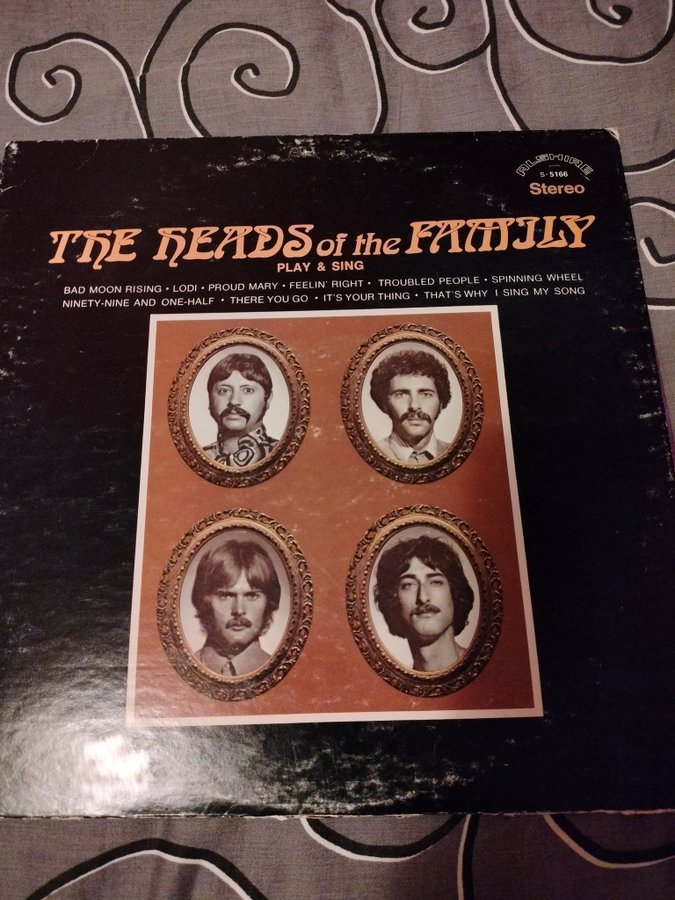 ALSHIRE
S-5166
Stereo
THE HEADS of the FAMILY
PLAY & SING
BAD MOON RISING • LODI • PROUD MARY • FEELIN' RIGHT • TROUBLED PEOPLE • SPINNING WHEEL
NINETY-NINE AND ONE-HALF • THERE YOU GO • IT'S YOUR THING • THAT'S WHY I SING MY SONG